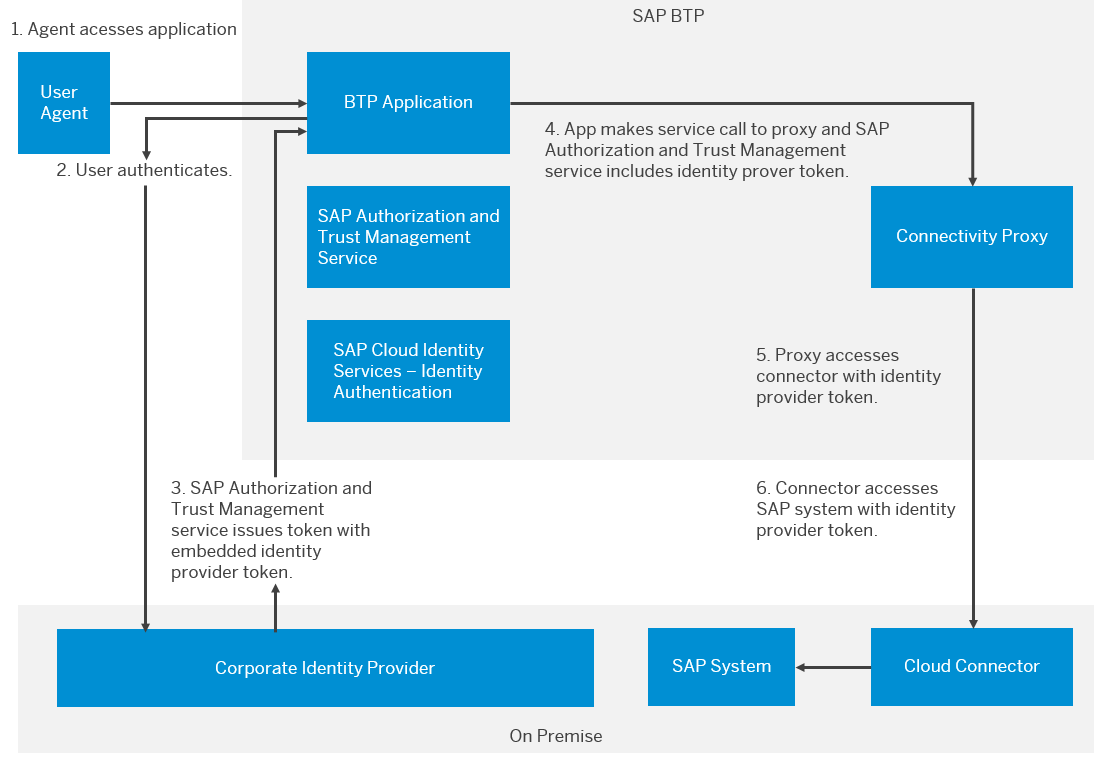 SAP BTP
1. Agent acesses application
User
Agent
BTP Application
4. App makes service call to proxy and SAP
Authorization and Trust Management
service includes identity prover token.
2. User authenticates.
SAP Authorization and
Trust Management
Service
Connectivity Proxy
SAP Cloud Identity
Services – Identity
Authentication
5. Proxy accesses
connector with identity
provider token.
3. SAP Authorization and
Trust Management
service issues token with
embedded identity
provider token.
6. Connector accesses
SAP system with identity
provider token.
Corporate Identity Provider
SAP System
Cloud Connector
On Premise